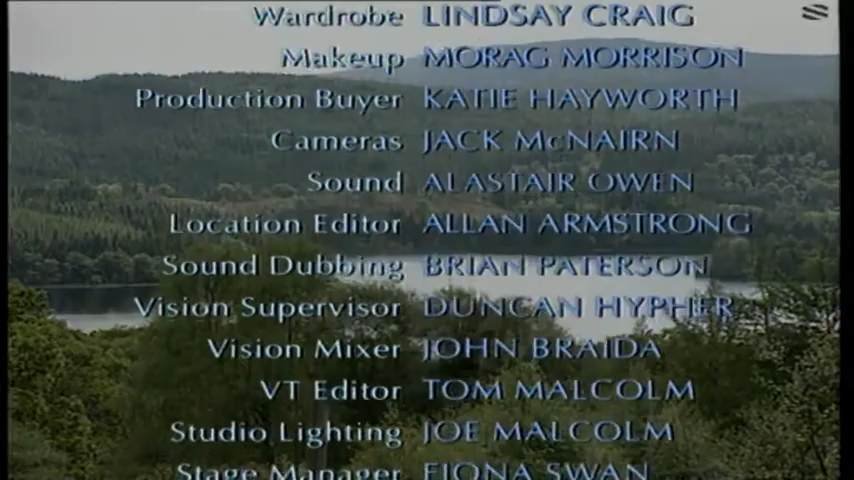 Wardrobe LINDSAY CRAIG
Makeup MORAG MORRISON
Production Buyer KATIE HAYWORTH
Cameras JACK McNAIRN
Sound ALASTAIR OWEN
Location Editor ALLAN ARMSTRONG
Sound Dubbing BRIAN PATERSON
Vision Supervisor DUNCAN HYPHER
Vision Mixer JOHN BRAIDA
VT Editor TOM MALCOLM
Studio Lighting JOE MALCOLM
Stage Manager FIONA SWAN